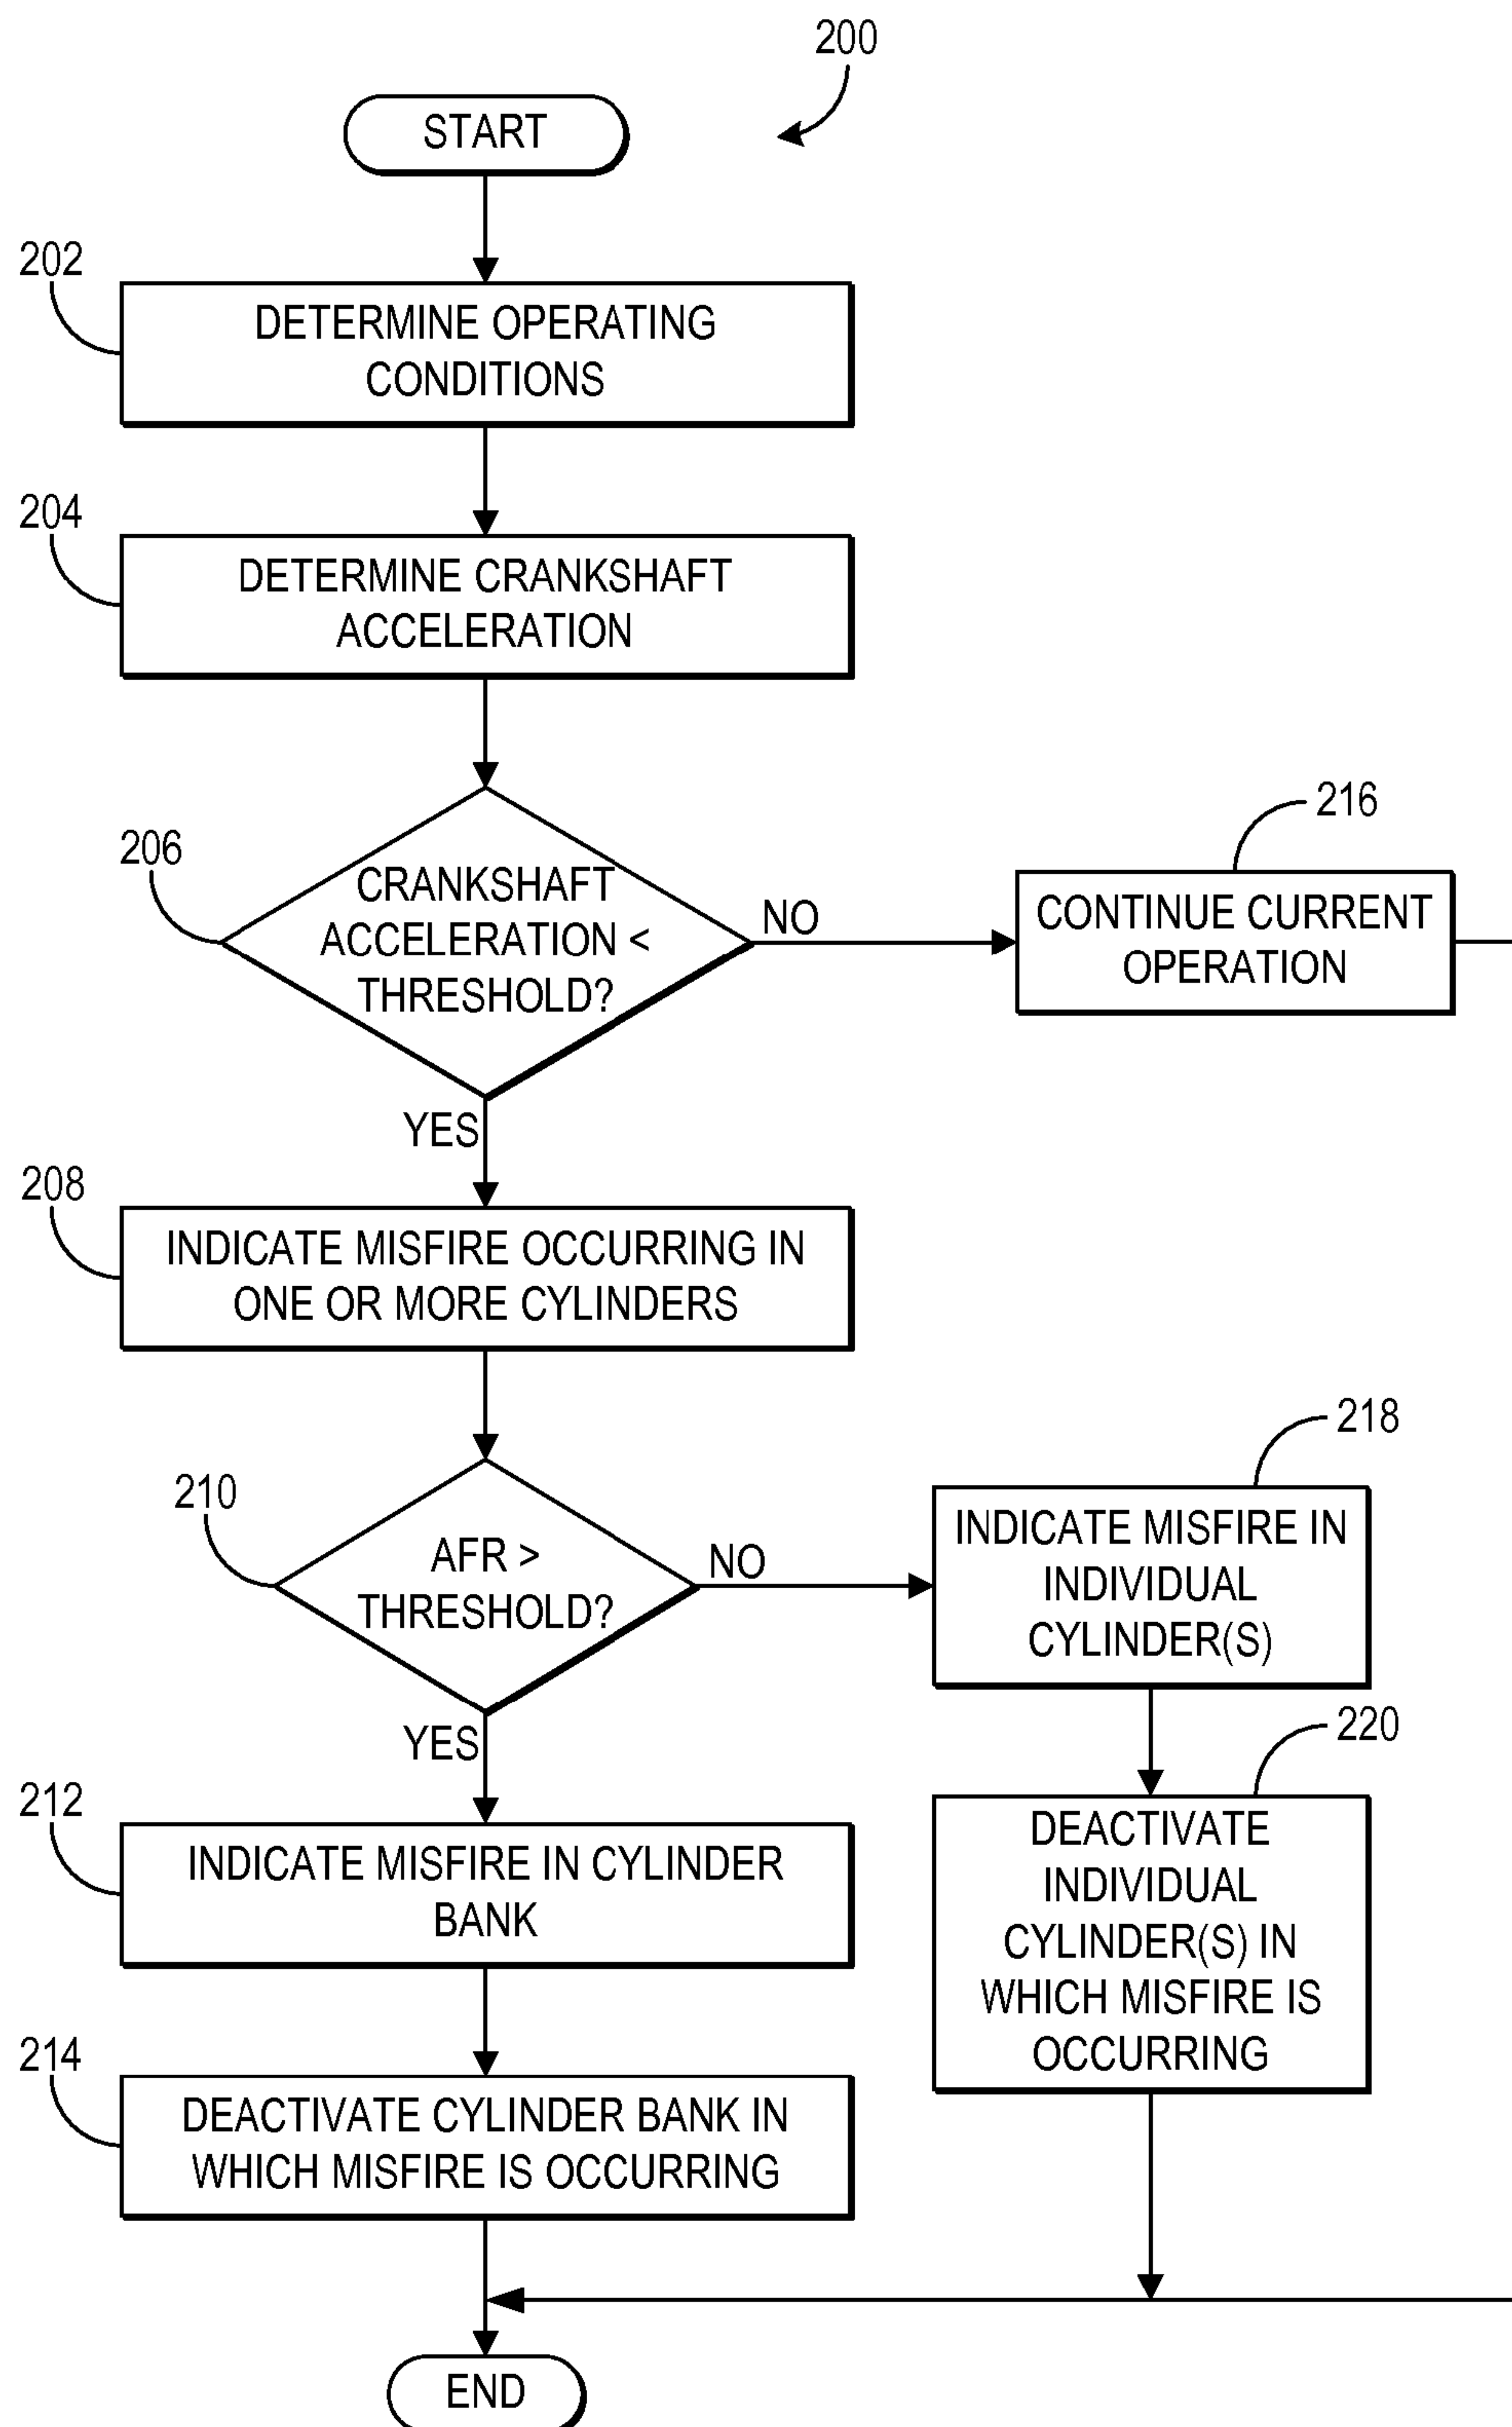 200
START
202
DETERMINE OPERATING
CONDITIONS
204
DETERMINE CRANKSHAFT
ACCELERATION
206
CRANKSHAFT
ACCELERATION <
THRESHOLD?
NO
216
CONTINUE CURRENT
OPERATION
YES
208
INDICATE MISFIRE OCCURRING IN
ONE OR MORE CYLINDERS
210
AFR >
THRESHOLD?
NO
218
INDICATE MISFIRE IN
INDIVIDUAL
CYLINDER(S)
YES
220
DEACTIVATE
INDIVIDUAL
CYLINDER(S) IN
WHICH MISFIRE IS
OCCURRING
212
INDICATE MISFIRE IN CYLINDER
BANK
214
DEACTIVATE CYLINDER BANK IN
WHICH MISFIRE IS OCCURRING
END